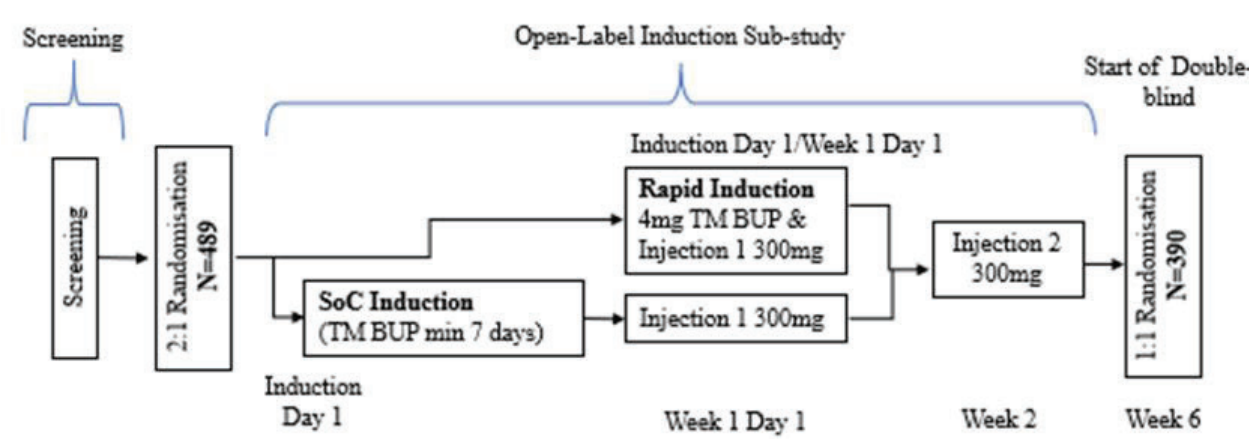 Screening
Open-Label Induction Sub-study
Start of Double-
blind
Screening
2:1 Randomisation
N=489
Induction Day 1/Week 1 Day 1
Rapid Induction
4mg TM BUP &
Injection 1 300mg
SoC Induction
(TM BUP min 7 days)
Injection 1 300mg
Injection 2
300mg
1:1 Randomisation
N=390
Induction
Day 1
Week 1 Day 1
Week 2
Week 6